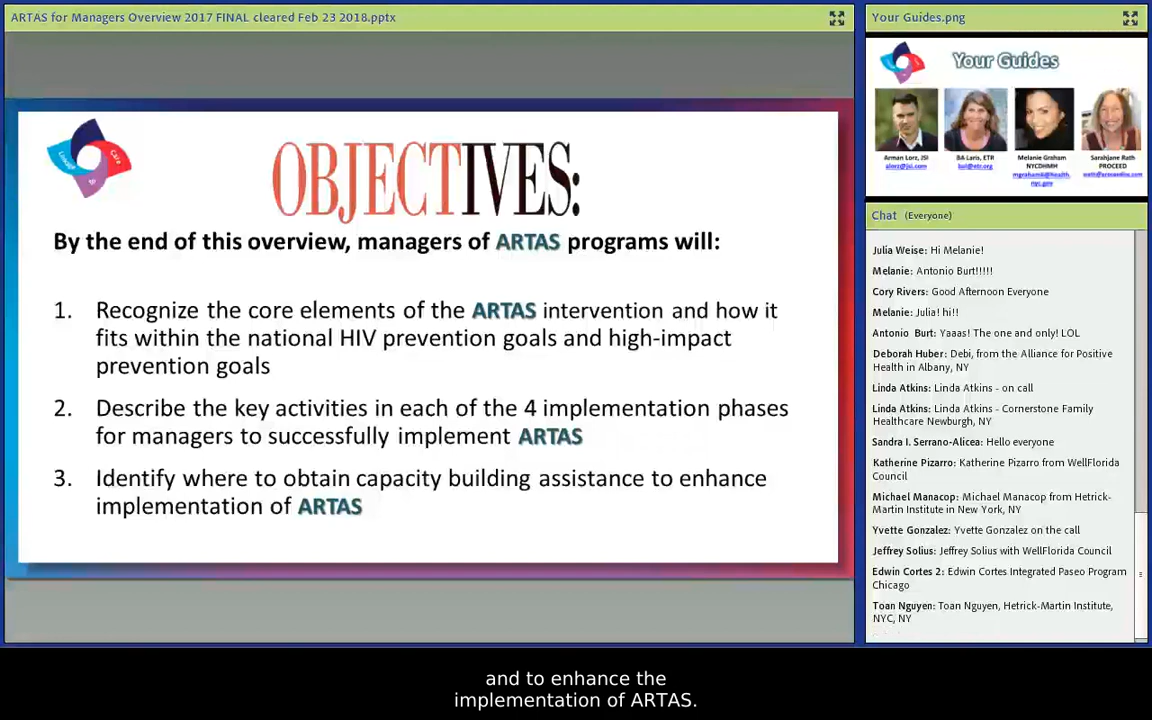 ARTAS for Managers Overview 2017 FINAL cleared Feb 23 2018.pptx
OBJECTIVES:
By the end of this overview, managers of ARTAS programs will:
1. Recognize the core elements of the ARTAS intervention and how it
fits within the national HIV prevention goals and high-impact
prevention goals
2. Describe the key activities in each of the 4 implementation phases
for managers to successfully implement ARTAS
3. Identify where to obtain capacity building assistance to enhance
implementation of ARTAS
Your Guides.png
Your Guides
Arman Lorz, JSI
BA Laris, ETR
Melanie Graham
NYCDHMH
Sarahjane Rath
PROCEED
Chat (Everyone)
Julia Weise: Hi Melanie!
Melanie: Antonio Burt!!!!!
Cory Rivers: Good Afternoon Everyone
Melanie: Julia! hi!!
Antonio Burt: Yaaas! The one and only! LOL
Deborah Huber: Debi, from the Alliance for Positive
Health in Albany, NY
Linda Atkins: Linda Atkins - on call
Linda Atkins: Linda Atkins - Cornerstone Family
Healthcare Newburgh, NY
Sandra I. Serrano-Alicea: Hello everyone
Katherine Pizarro: Katherine Pizarro from WellFlorida
Council
Michael Manacop: Michael Manacop from Hetrick-
Martin Institute in New York, NY
Yvette Gonzalez: Yvette Gonzalez on the call
Jeffrey Solius: Jeffrey Solius with WellFlorida Council
Edwin Cortes 2: Edwin Cortes Integrated Paseo Program
Chicago
Toan Nguyen: Toan Nguyen, Hetrick-Martin Institute,
NYC, NY
and to enhance the
implementation of ARTAS.